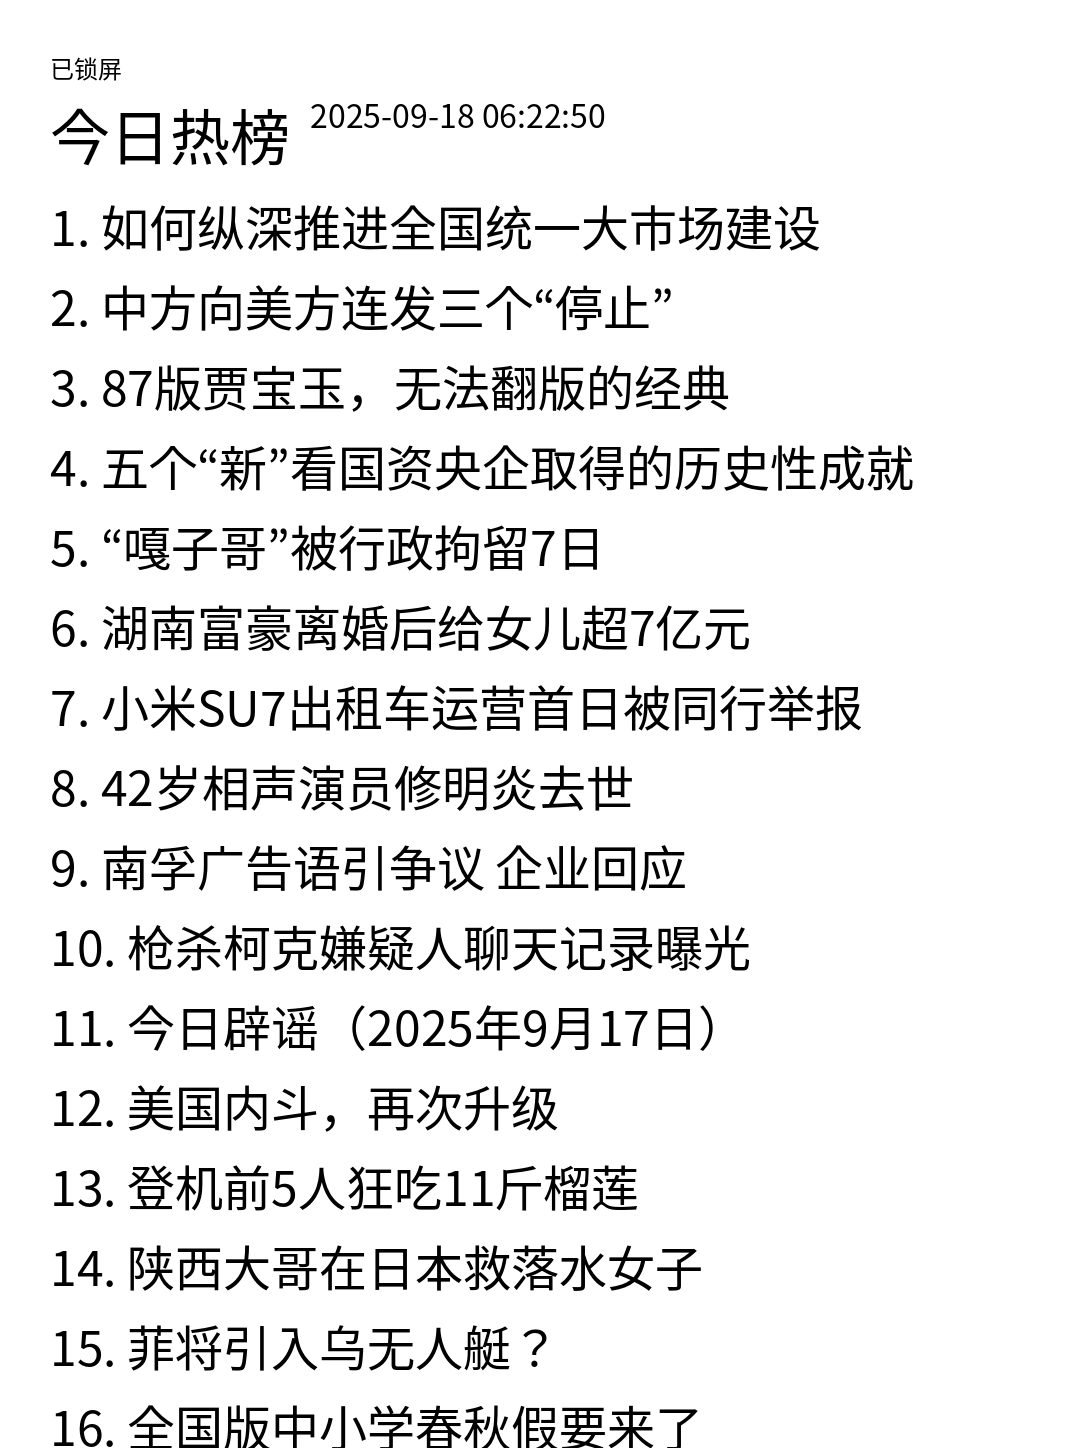 已锁屏
今日热榜 2025-09-18 06:22:50
1. 如何纵深推进全国统一大市场建设
2. 中方向美方连发三个“停止”
3. 87版贾宝玉，无法翻版的经典
4. 五个“新”看国资央企取得的历史性成就
5. “嘎子哥”被行政拘留7日
6. 湖南富豪离婚后给女儿超7亿元
7. 小米SU7出租车运营首日被同行举报
8. 42岁相声演员修明炎去世
9. 南孚广告语引争议 企业回应
10. 枪杀柯克嫌疑人聊天记录曝光
11. 今日辟谣（2025年9月17日）
12. 美国内斗，再次升级
13. 登机前5人狂吃11斤榴莲
14. 陕西大哥在日本救落水女子
15. 菲将引入乌无人艇？
16. 全国版中小学春秋假要来了